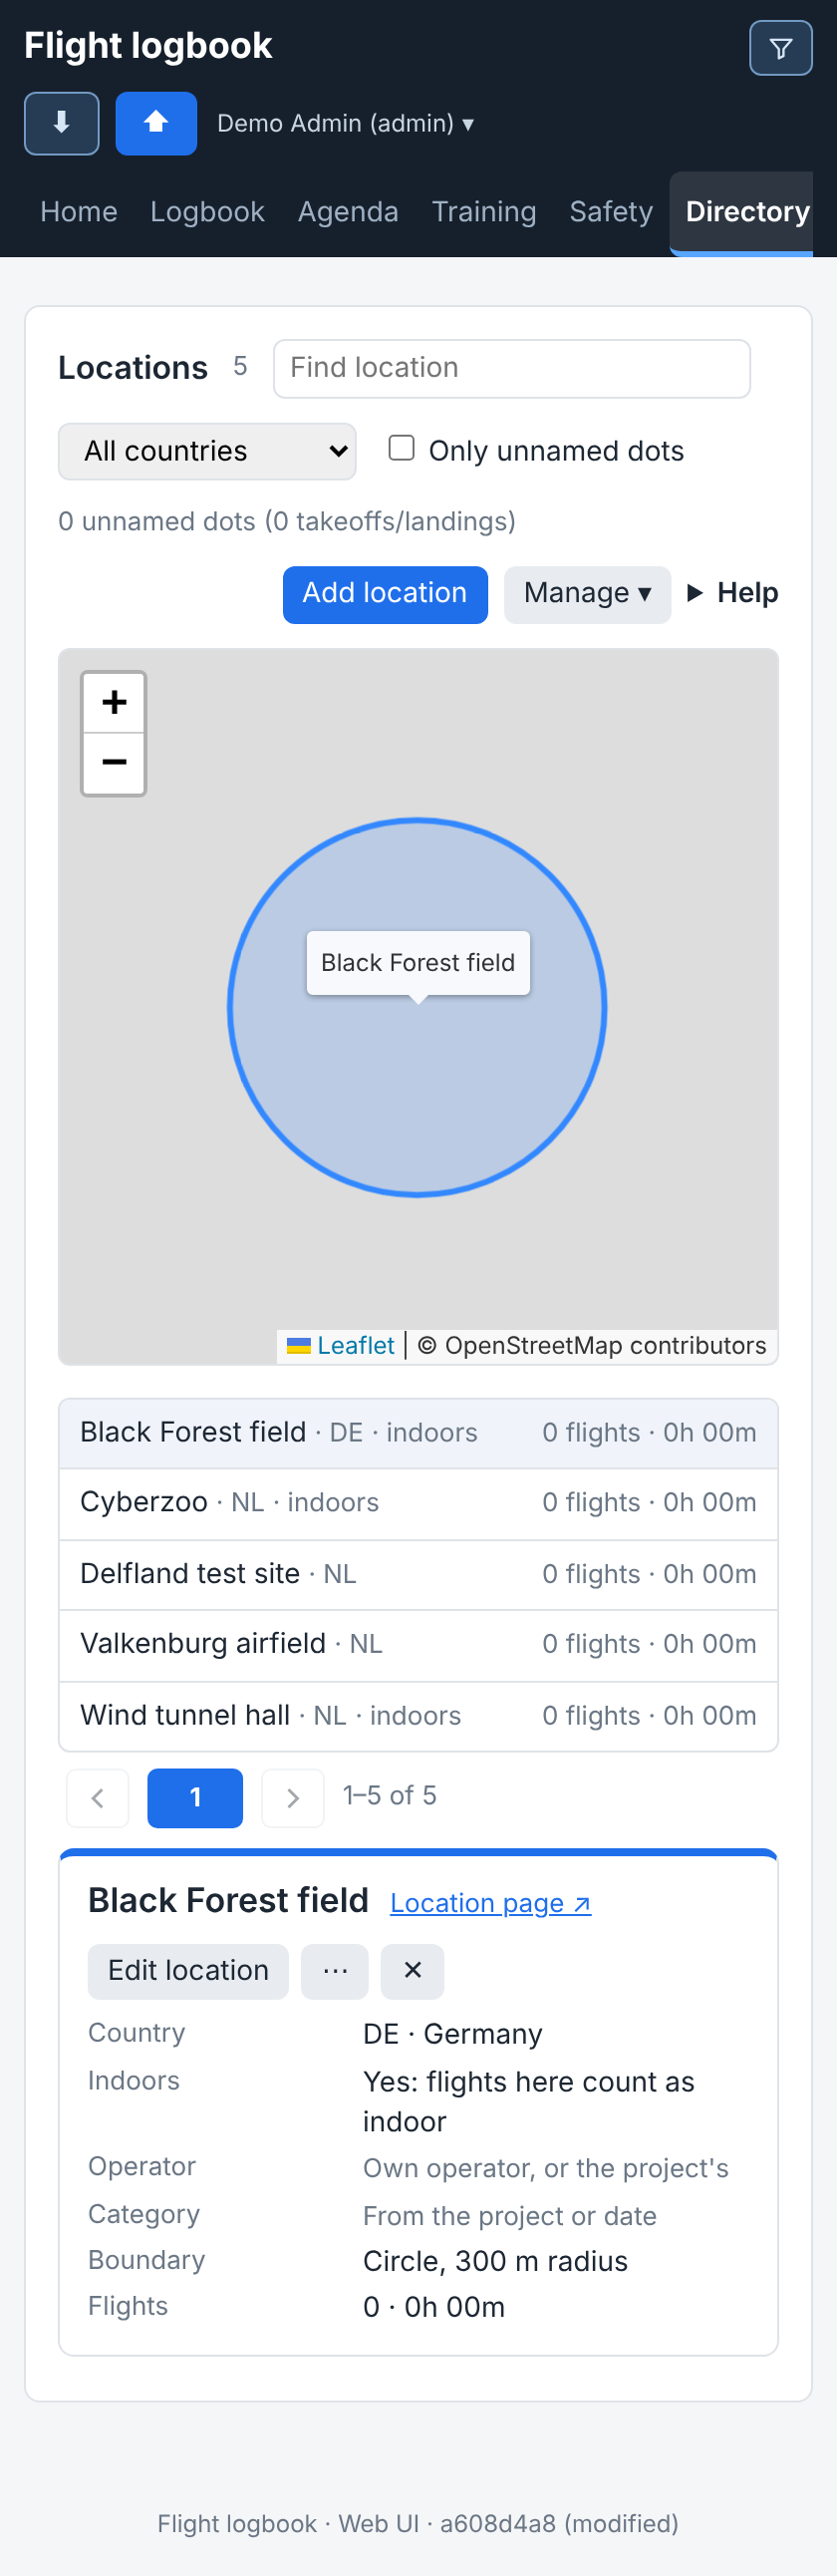 Flight logbook
⬇ ⬆ Demo Admin (admin) ▾
Home Logbook Agenda Training Safety Directory
Locations 5 Find location
All countries Only unnamed dots
0 unnamed dots (0 takeoffs/landings)
Add location Manage ▾ ▶ Help
+
−
Black Forest field
Leaflet | © OpenStreetMap contributors
Black Forest field · DE · indoors 0 flights · 0h 00m
Cyberzoo · NL · indoors 0 flights · 0h 00m
Delfland test site · NL 0 flights · 0h 00m
Valkenburg airfield · NL 0 flights · 0h 00m
Wind tunnel hall · NL · indoors 0 flights · 0h 00m
‹ 1 › 1–5 of 5
Black Forest field Location page ↗
Edit location ⋯ ✕
Country DE · Germany
Indoors Yes: flights here count as
indoor
Operator Own operator, or the project's
Category From the project or date
Boundary Circle, 300 m radius
Flights 0 · 0h 00m
Flight logbook · Web UI · a608d4a8 (modified)